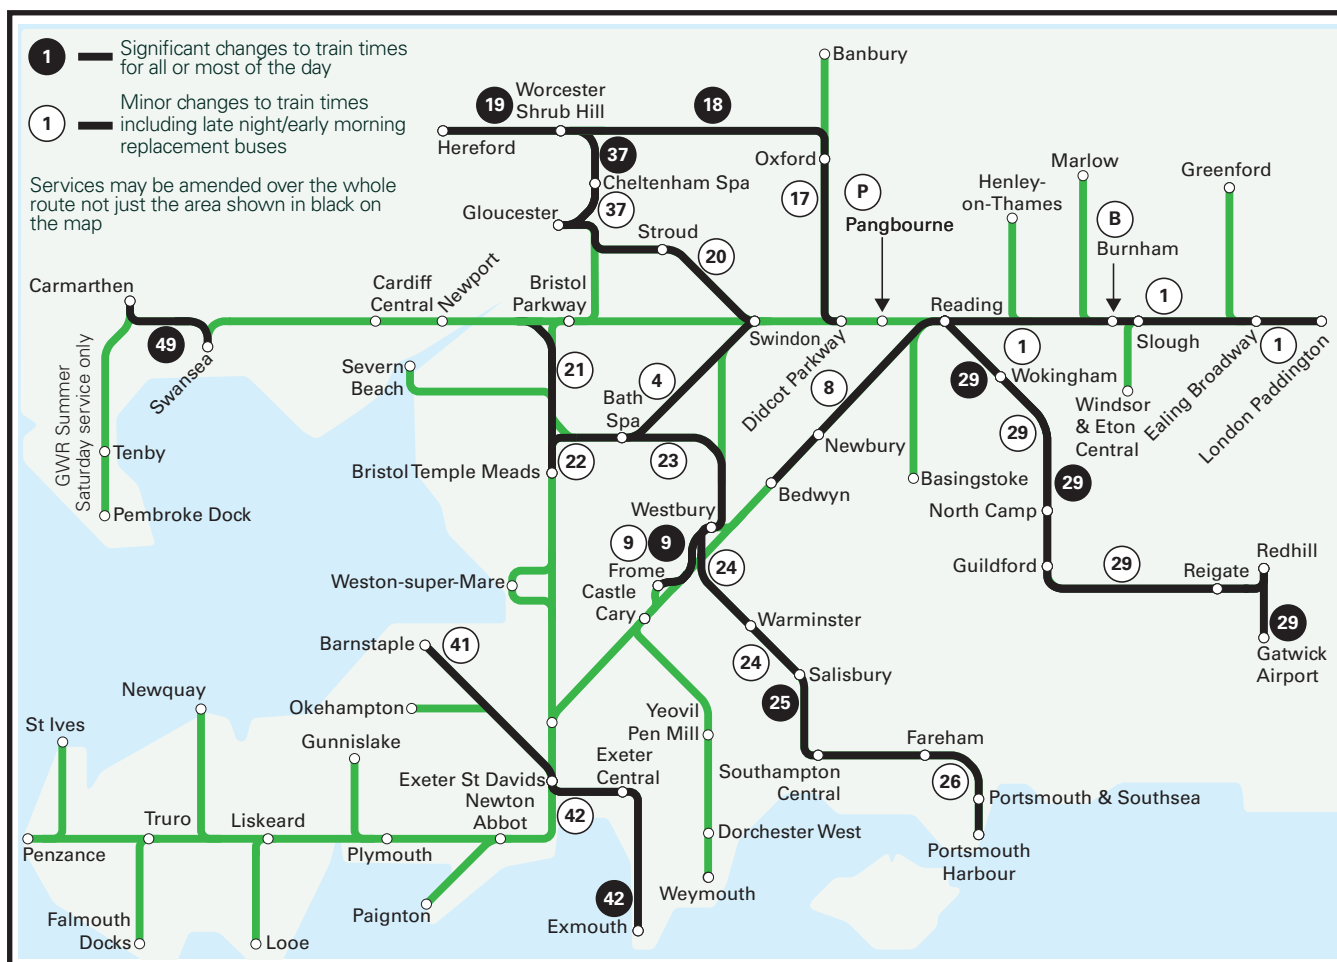 1
Significant changes to train times
for all or most of the day
1
Minor changes to train times
including late night/early morning
replacement buses
Services may be amended over the whole
route not just the area shown in black on
the map
Banbury
19
Worcester
Shrub Hill
18
Hereford
37
Oxford
Cheltenham Spa
37
17
P
Pangbourne
Gloucester
Stroud
20
Marlow
Henley-
on-Thames
Greenford
B
Burnham
Carmarthen
Cardiff
Central
Newport
Bristol
Parkway
Reading
1
49
Swansea
Swindon
Didcot Parkway
Slough
Ealing Broadway
1
London Paddington
1
GWR Summer
Saturday service only
Severn
Beach
21
4
8
29
Wokingham
Windsor
& Eton
Central
Bath
Spa
Tenby
Bristol Temple Meads
22
23
Newbury
29
Bedwyn
Basingstoke
29
Pembroke Dock
Westbury
North Camp
9
9
Frome
24
Guildford
29
Reigate
Redhill
Weston-super-Mare
Castle
Cary
Warminster
29
Gatwick
Airport
Barnstaple
41
24
Salisbury
Newquay
Okehampton
25
St Ives
Gunnislake
Yeovil
Pen Mill
Fareham
Exeter St Davids
Exeter
Central
Southampton
Central
26
Portsmouth & Southsea
Newton
Abbot
42
Truro
Liskeard
Dorchester West
Penzance
Plymouth
Portsmouth
Harbour
Weymouth
Falmouth
Docks
Looe
Paignton
42
Exmouth